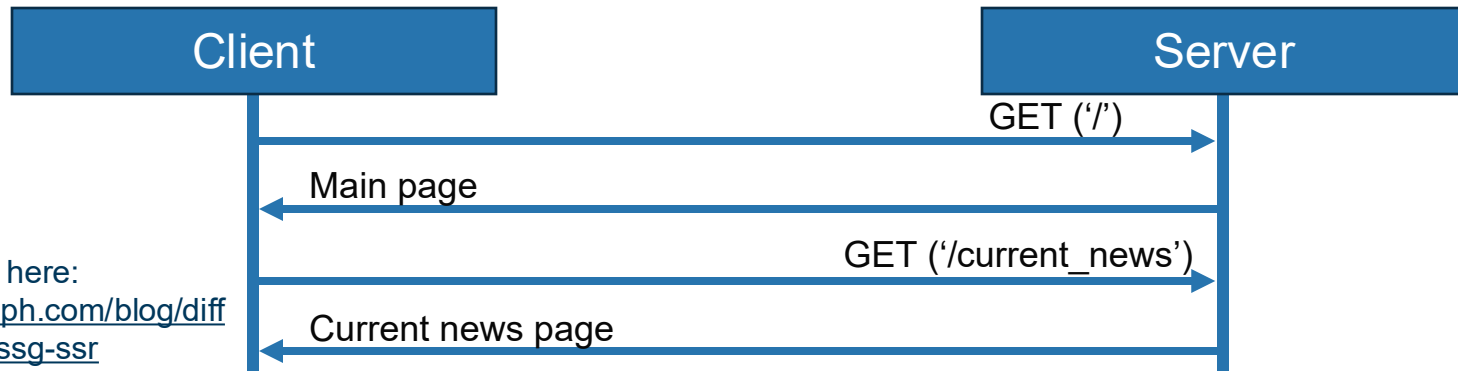 Client
Server
GET (‘/’)
Main page
GET (‘/current_news’)
here:
ph.com/blog/diff
Current news page
ssg-ssr